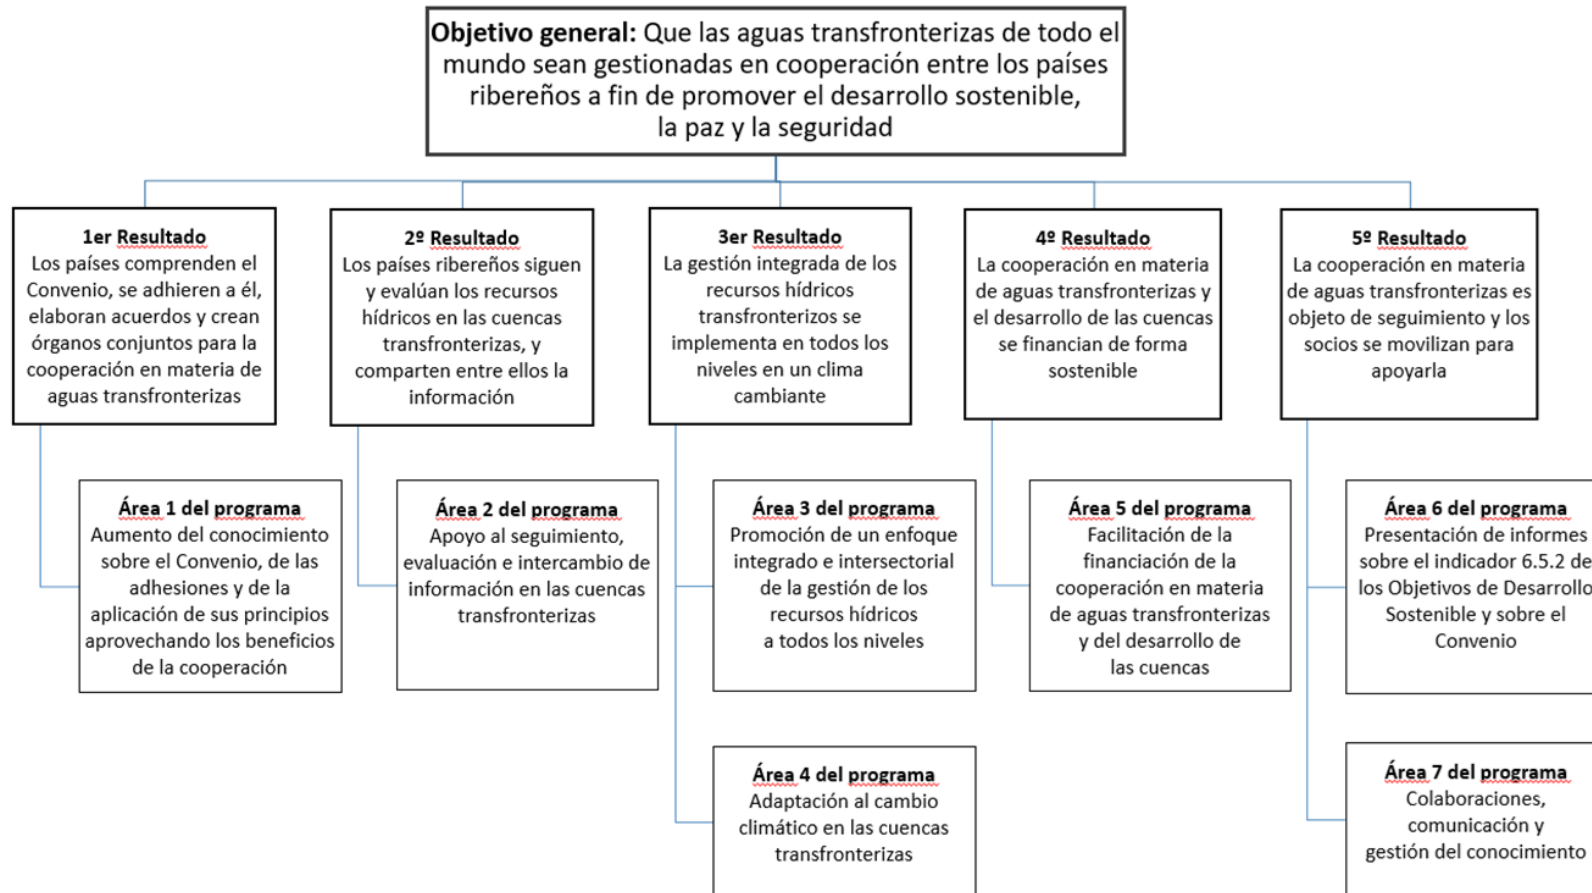 Objetivo general: Que las aguas transfronterizas de todo el
mundo sean gestionadas en cooperación entre los países
ribereños a fin de promover el desarrollo sostenible,
la paz y la seguridad
1er Resultado
Los países comprenden el
Convenio, se adhieren a él,
elaboran acuerdos y crean
órganos conjuntos para la
cooperación en materia de
aguas transfronterizas
2º Resultado
Los países ribereños siguen
y evalúan los recursos
hídricos en las cuencas
transfronterizas, y
comparten entre ellos la
información
3er Resultado
La gestión integrada de los
recursos hídricos
transfronterizos se
implementa en todos los
niveles en un clima
cambiante
4º Resultado
La cooperación en materia
de aguas transfronterizas y
el desarrollo de las cuencas
se financian de forma
sostenible
5º Resultado
La cooperación en materia
de aguas transfronterizas es
objeto de seguimiento y los
socios se movilizan para
apoyarla
Área 1 del programa
Aumento del conocimiento
sobre el Convenio, de las
adhesiones y de la
aplicación de sus principios
aprovechando los beneficios
de la cooperación
Área 2 del programa
Apoyo al seguimiento,
evaluación e intercambio de
información en las cuencas
transfronterizas
Área 3 del programa
Promoción de un enfoque
integrado e intersectorial
de la gestión de los
recursos hídricos
a todos los niveles
Área 5 del programa
Facilitación de la
financiación de la
cooperación en materia
de aguas transfronterizas
y del desarrollo de
las cuencas
Área 6 del programa
Presentación de informes
sobre el indicador 6.5.2 de
los Objetivos de Desarrollo
Sostenible y sobre el
Convenio
Área 4 del programa
Adaptación al cambio
climático en las cuencas
transfronterizas
Área 7 del programa
Colaboraciones,
comunicación y
gestión del conocimiento